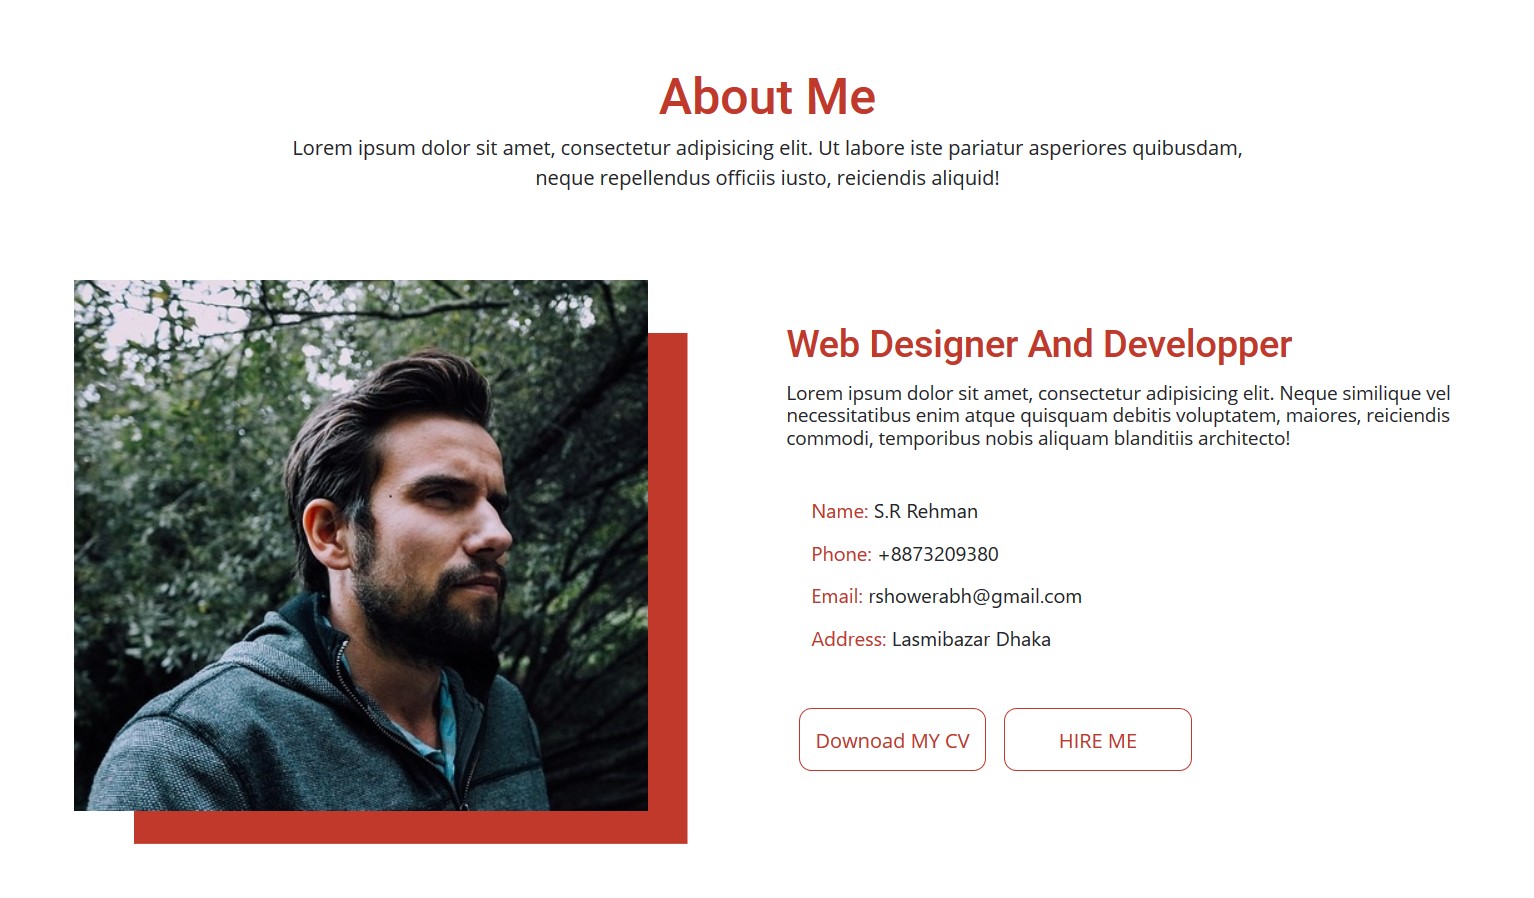 About Me
Lorem ipsum dolor sit amet, consectetur adipisicing elit. Ut labore iste pariatur asperiores quibusdam,
neque repellendus officiis iusto, reiciendis aliquid!
Web Designer And Developper
Lorem ipsum dolor sit amet, consectetur adipisicing elit. Neque similique vel
necessitatibus enim atque quisquam debitis voluptatem, maiores, reiciendis
commodi, temporibus nobis aliquam blanditiis architecto!
Name: S.R Rehman
Phone: +8873209380
Email: rshowerabh@gmail.com
Address: Lasmibazar Dhaka
Downoad MY CV
HIRE ME